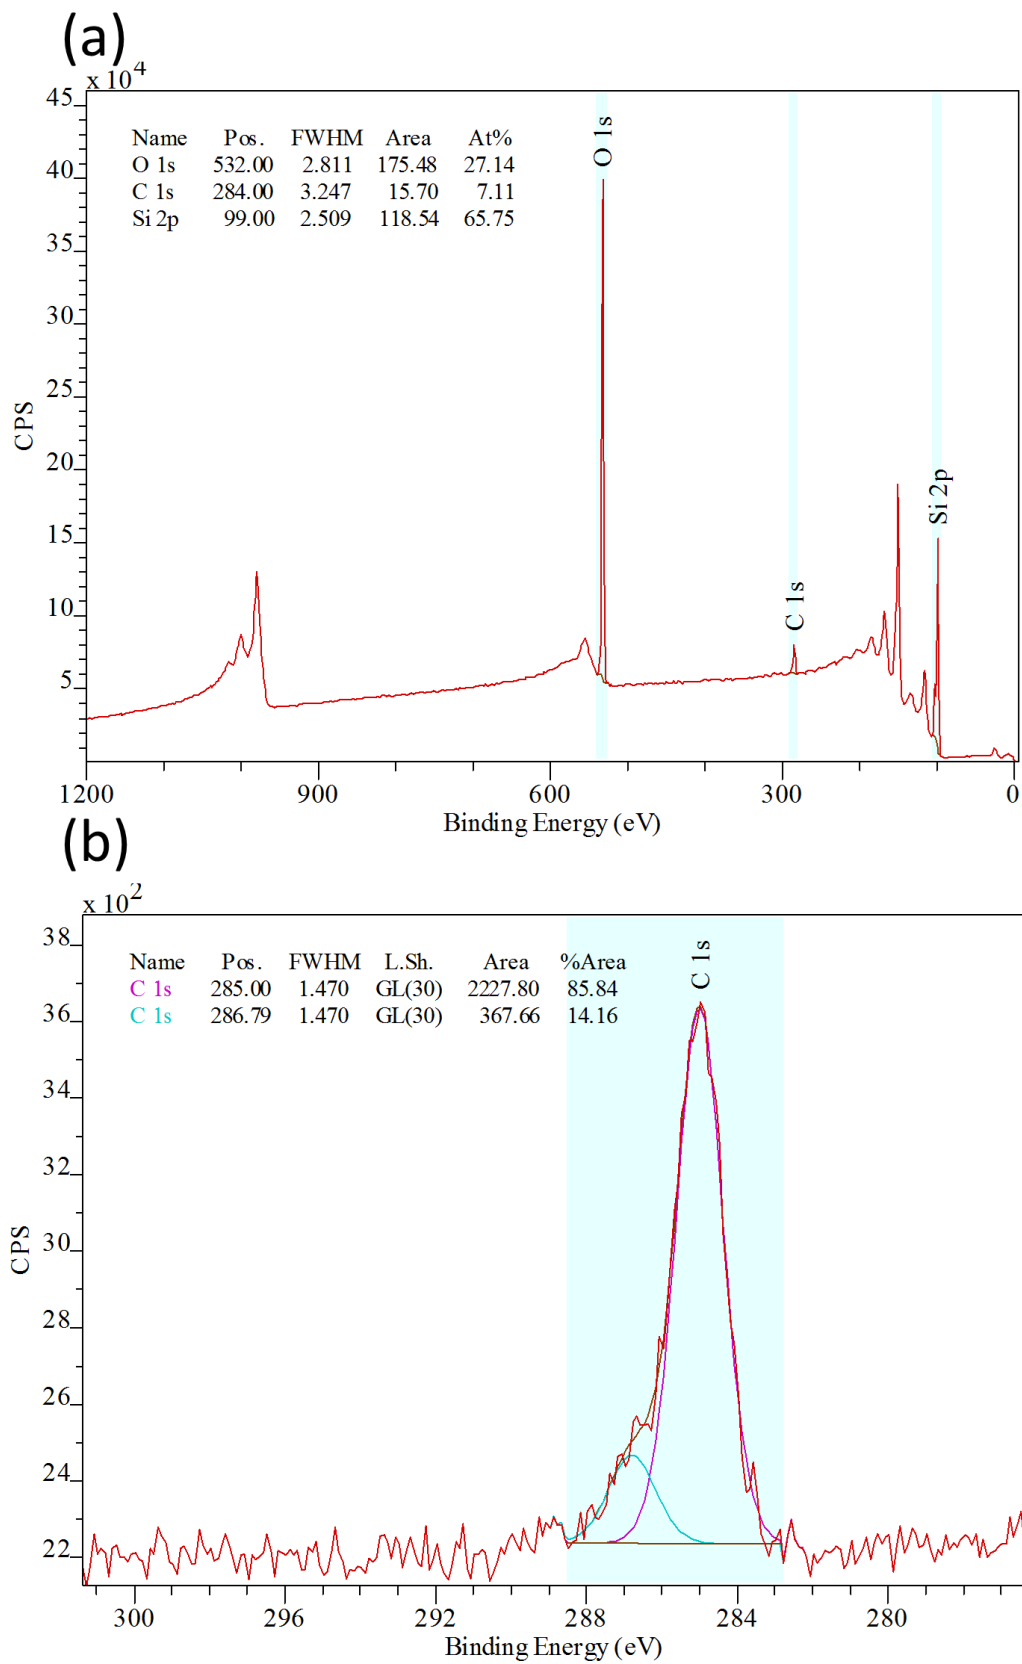 (a)
x 10^4
45
40
35
30
25
20
15
10
5
CPS
Name Pos. FWHM Area At%
O 1s 532.00 2.811 175.48 27.14
C 1s 284.00 3.247 15.70 7.11
Si 2p 99.00 2.509 118.54 65.75
O 1s
C 1s
Si 2p
1200 900 600 300 0
Binding Energy (eV)
(b)
x 10^2
38
36
34
32
30
28
26
24
22
CPS
Name Pos. FWHM L.Sh. Area %Area
C 1s 285.00 1.470 GL(30) 2227.80 85.84
C 1s 286.79 1.470 GL(30) 367.66 14.16
C 1s
300 296 292 288 284 280
Binding Energy (eV)